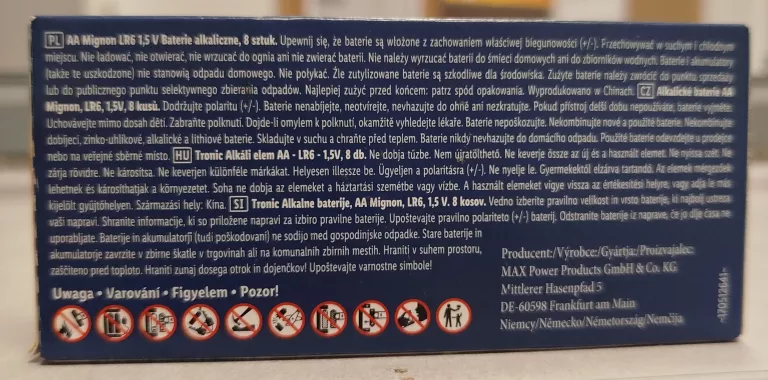 PL AA Mignon LR6 1,5 V Baterie alkaliczne, 8 sztuk. Upewnij się, że baterie są włożone z zachowaniem właściwej biegunowości (+/-). Przechowywać w suchym i chłodnym
miejscu. Nie ładować, nie otwierać, nie wrzucać do ognia ani nie zwierać baterii. Nie należy wyrzucać baterii do śmieci domowych ani do zbiorników wodnych. Baterie i akumulatory
(także te uszkodzone) nie stanowią odpadu domowego. Nie połykać. Źle zutylizowane baterie są szkodliwe dla środowiska. Zużyte baterie należy zwrócić do punktu sprzedaży
lub do publicznego punktu selektywnego zbierania odpadów. Najlepiej zużyć przed końcem: patrz spód opakowania. Wyprodukowano w Chinach. CZ Alkalické baterie AA
Mignon, LR6, 1,5V, 8 kusů. Dodržujte polaritu (+/-). Baterie nenabíjejte, neotvírejte, nevhazujte do ohně ani nezkratujte. Pokud přístroj delší dobu nepoužíváte, baterie vyjměte.
Uchovávejte mimo dosah dětí. Zabraňte polknutí. Dojde-li omylem k polknutí, okamžitě vyhledejte lékaře. Baterie nepoškozujte. Nekombinujte nové a použité baterie. Nekombinujte
dobíjecí, zinko-uhlíkové, alkalické a lithiové baterie. Skladujte v suchu a chraňte před teplem. Baterie nikdy nevhazujte do domácího odpadu. Použité baterie odevzdejte u prodejce
nebo na veřejné sběrné místo. HU Tronic Alkáli elem AA - LR6 - 1,5V, 8 db. Ne dobja tűzbe. Nem újratölthető. Ne keverje össze az új és a használt elemet. Ne nyissa szét. Ne
zárja rövidre. Ne károsítsa. Ne keverjen különféle márkákat. Helyesen illessze be. Ügyeljen a polaritásra (+/-). Ne nyelje le. Gyermekektől elzárva tartandó. Az elemek mérgezőek
lehetnek és károsíthatják a környezetet. Soha ne dobja az elemeket a háztartási szemétbe vagy vízbe. A használt elemeket vigye vissza az értékesítési helyre, vagy adja le más
kijelölt gyűjtőhelyen. Származási hely: Kína. SI Tronic Alkalne baterije, AA Mignon, LR6, 1,5 V. 8 kosov. Vedno izberite pravilno velikost in vrsto baterije, ki najbolj ustreza
vaši napravi. Shranite informacije, ki so priložene napravi za izbiro pravilne baterije. Upoštevajte pravilno polariteto (+/-) baterij. Odstranite baterije iz naprave, če jo dlje časa ne
uporabljate. Baterije in akumulatorji (tudi poškodovani) ne sodijo med gospodinjske odpadke. Stare baterije in
akumulatorje zavrzite v zbirne škatle v trgovinah ali na komunalnih zbirnih mestih. Hraniti v suhem prostoru,
zaščiteno pred toploto. Hraniti zunaj dosega otrok in dojenčkov! Upoštevajte varnostne simbole!
Uwaga • Varování • Figyelem • Pozor!
Producent:/Výrobce:/Gyártja:/Proizvajalec:
MAX Power Products GmbH & Co. KG
Mittlerer Hasenpfad 5
DE-60598 Frankfurt am Main
Niemcy/Německo/Németország/Nemčija
-170512641-